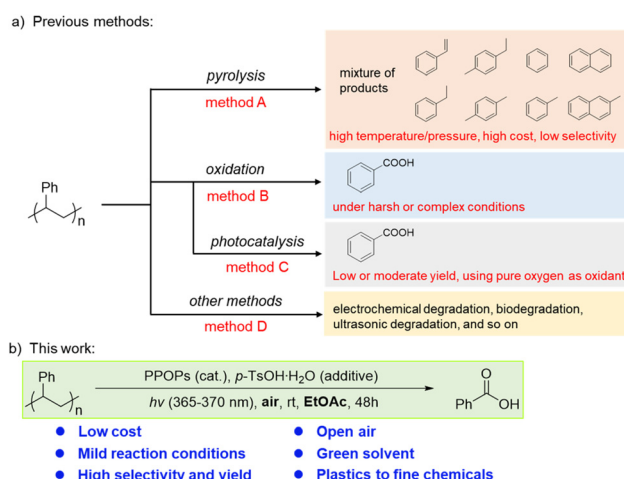 a) Previous methods:
pyrolysis
method A
mixture of
products
high temperature/pressure, high cost, low selectivity
Ph
n
oxidation
method B
COOH
under harsh or complex conditions
photocatalysis
method C
COOH
Low or moderate yield, using pure oxygen as oxidant
other methods
method D
electrochemical degradation, biodegradation,
ultrasonic degradation, and so on
b) This work:
Ph
n
PPOPs (cat.), p-TsOH·H₂O (additive)
hv (365-370 nm), air, rt, EtOAc, 48h
O
Ph
OH
● Low cost
● Open air
● Mild reaction conditions
● Green solvent
● High selectivity and yield
● Plastics to fine chemicals